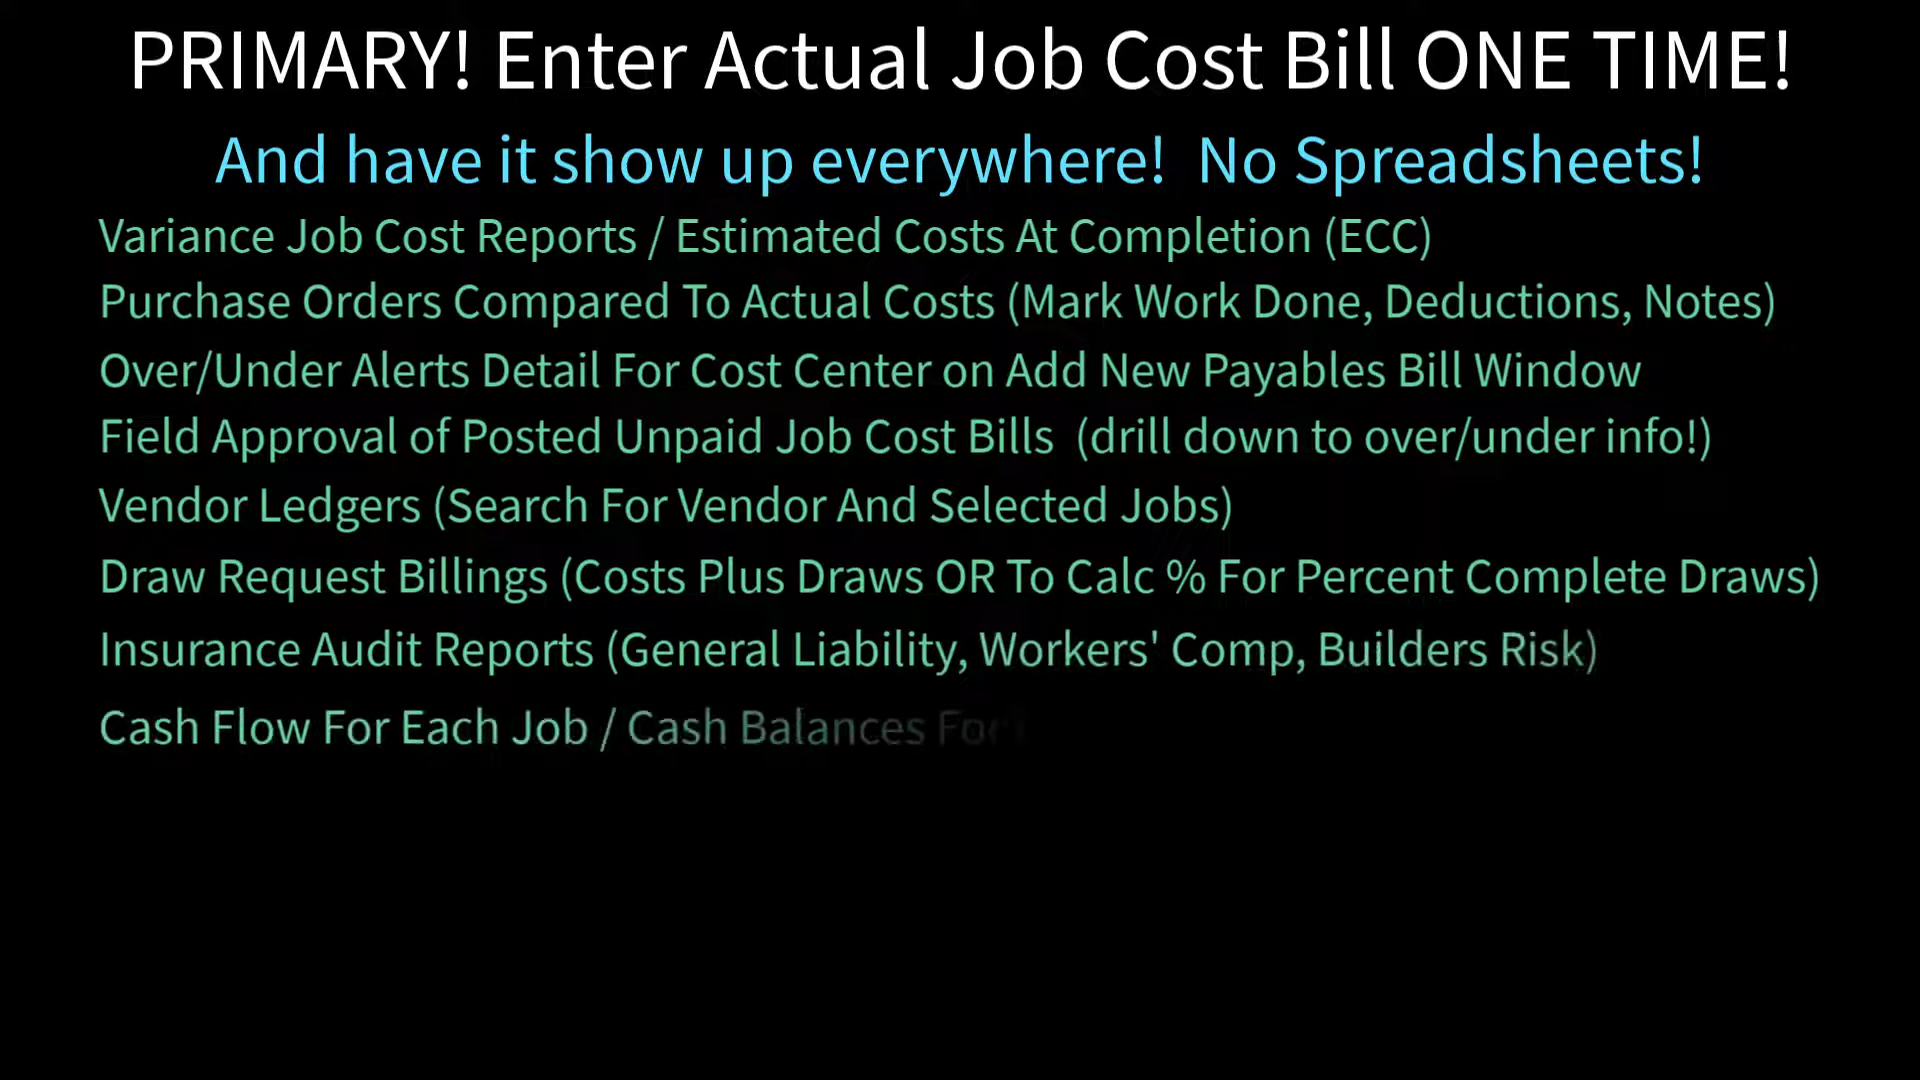 PRIMARY! Enter Actual Job Cost Bill ONE TIME!
And have it show up everywhere! No Spreadsheets!
Variance Job Cost Reports / Estimated Costs At Completion (ECC)
Purchase Orders Compared To Actual Costs (Mark Work Done, Deductions, Notes)
Over/Under Alerts Detail For Cost Center on Add New Payables Bill Window
Field Approval of Posted Unpaid Job Cost Bills (drill down to over/under info!)
Vendor Ledgers (Search For Vendor And Selected Jobs)
Draw Request Billings (Costs Plus Draws OR To Calc % For Percent Complete Draws)
Insurance Audit Reports (General Liability, Workers' Comp, Builders Risk)
Cash Flow For Each Job / Cash Balances For